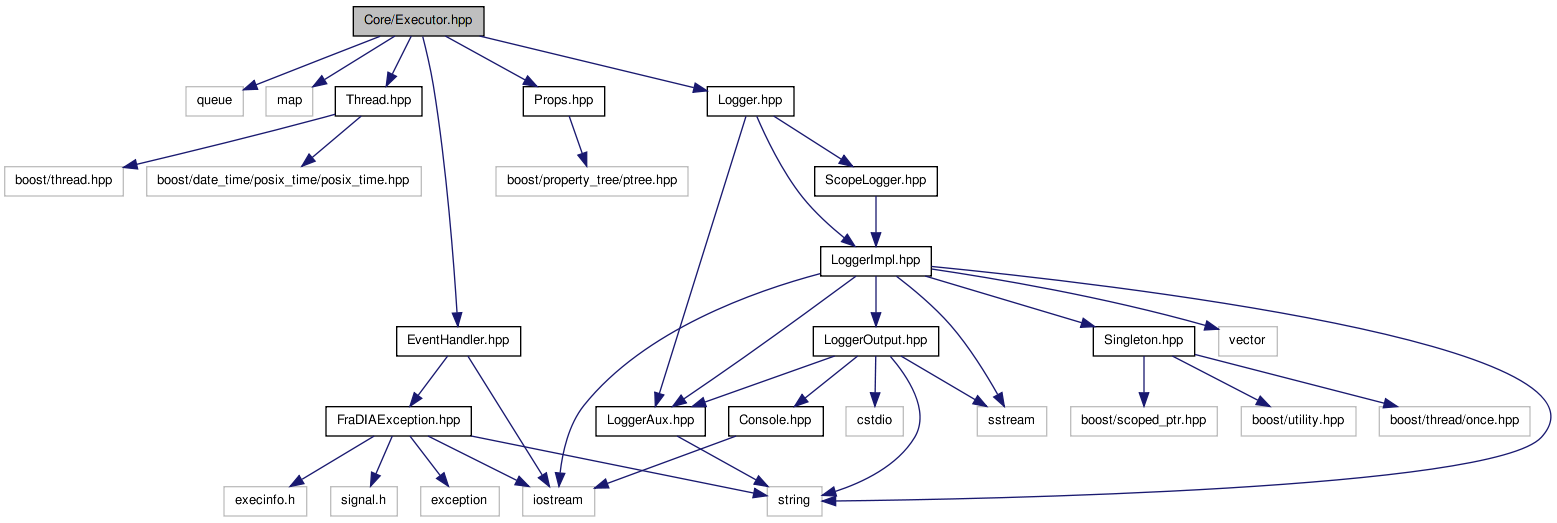 Core/Executor.hpp
queue
map
Thread.hpp
Props.hpp
Logger.hpp
boost/thread.hpp
boost/date_time/posix_time/posix_time.hpp
boost/property_tree/ptree.hpp
ScopeLogger.hpp
LoggerImpl.hpp
EventHandler.hpp
LoggerOutput.hpp
Singleton.hpp
vector
FraDIAException.hpp
LoggerAux.hpp
Console.hpp
cstdio
sstream
boost/scoped_ptr.hpp
boost/utility.hpp
boost/thread/once.hpp
execinfo.h
signal.h
exception
iostream
string